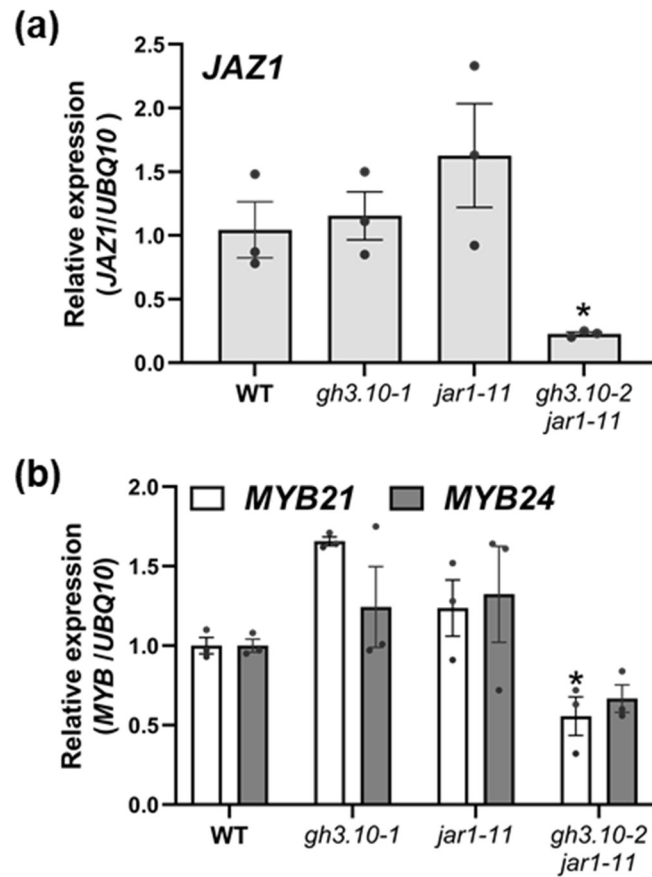 (a)
JAZ1
Relative expression
(JAZ1/UBQ10 )
2.5
2.0
1.5
1.0
0.5
0.0
*
WT
gh3.10-1
jar1-11
gh3.10-2
jar1-11
(b)
MYB21
MYB24
Relative expression
(MYB /UBQ10)
2.0
1.5
1.0
0.5
0.0
*
WT
gh3.10-1
jar1-11
gh3.10-2
jar1-11